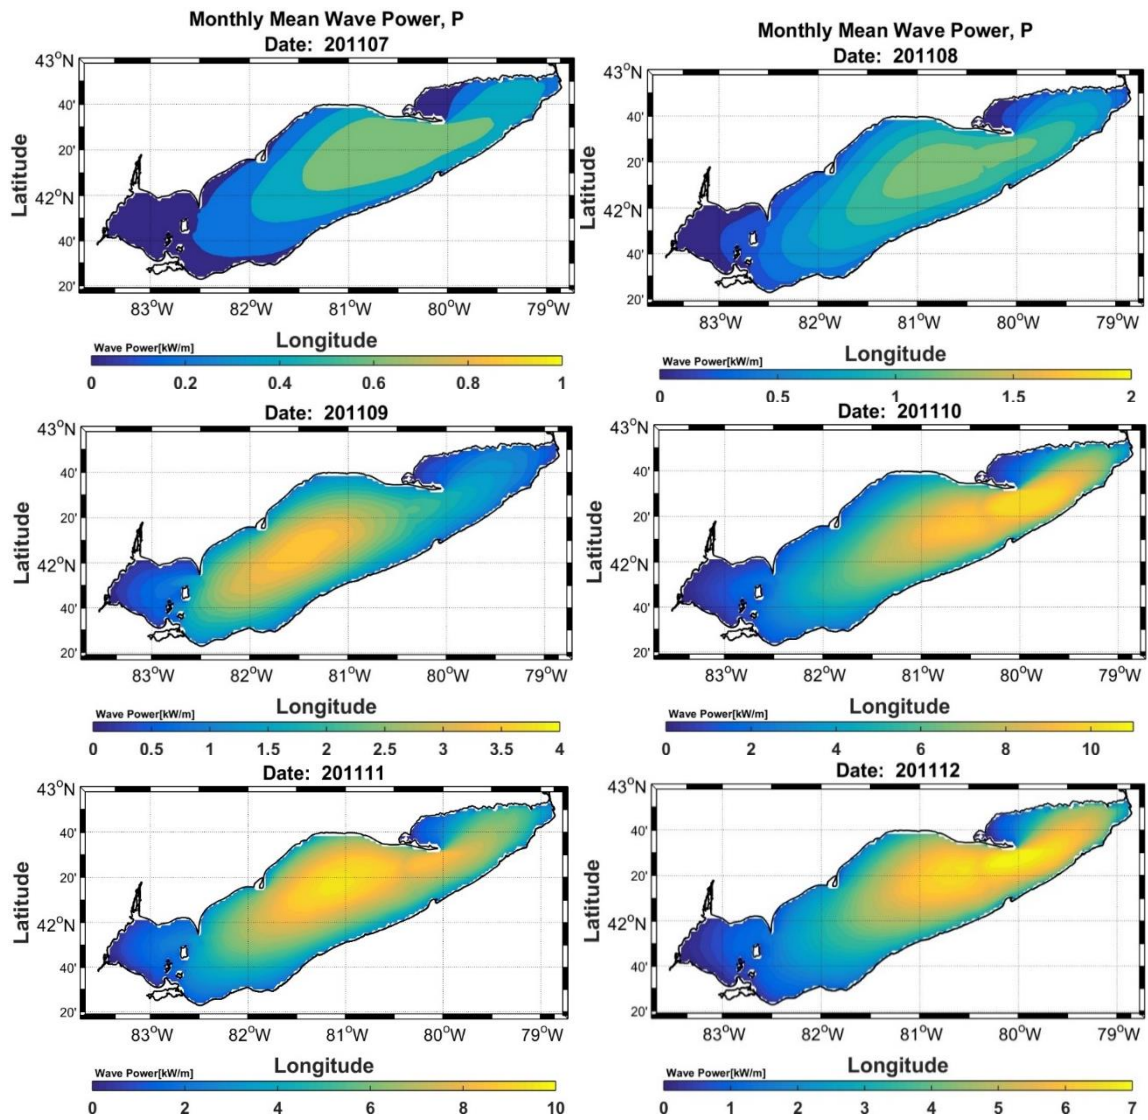 Monthly Mean Wave Power, P
Date: 201107
43°N
40'
20'
42°N
40'
20'
Latitude
83°W 82°W 81°W 80°W 79°W
Longitude
Wave Power[kW/m]
0 0.2 0.4 0.6 0.8 1
Monthly Mean Wave Power, P
Date: 201108
43°N
40'
20'
42°N
40'
20'
Latitude
83°W 82°W 81°W 80°W 79°W
Longitude
Wave Power[kW/m]
0 0.5 1 1.5 2
Date: 201109
43°N
40'
20'
42°N
40'
20'
Latitude
83°W 82°W 81°W 80°W 79°W
Longitude
Wave Power[kW/m]
0 0.5 1 1.5 2 2.5 3 3.5 4
Date: 201110
43°N
40'
20'
42°N
40'
20'
Latitude
83°W 82°W 81°W 80°W 79°W
Longitude
Wave Power[kW/m]
0 2 4 6 8 10
Date: 201111
43°N
40'
20'
42°N
40'
20'
Latitude
83°W 82°W 81°W 80°W 79°W
Longitude
Wave Power[kW/m]
0 2 4 6 8 10
Date: 201112
43°N
40'
20'
42°N
40'
20'
Latitude
83°W 82°W 81°W 80°W 79°W
Longitude
Wave Power[kW/m]
0 1 2 3 4 5 6 7